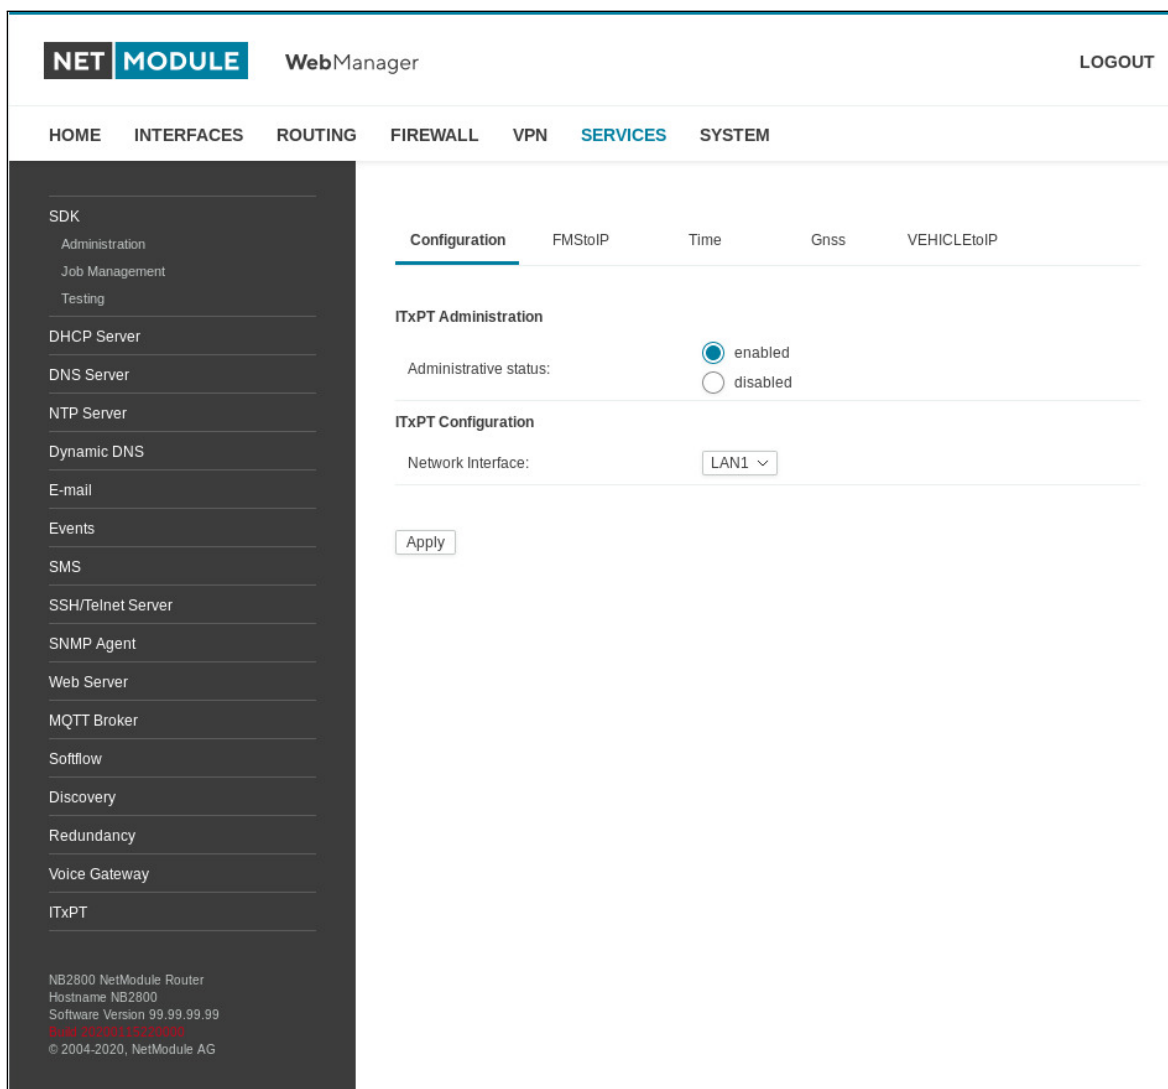 NET MODULE WebManager LOGOUT
HOME INTERFACES ROUTING FIREWALL VPN SERVICES SYSTEM
SDK
Administration
Job Management
Testing
DHCP Server
DNS Server
NTP Server
Dynamic DNS
E-mail
Events
SMS
SSH/Telnet Server
SNMP Agent
Web Server
MQTT Broker
Softflow
Discovery
Redundancy
Voice Gateway
ITxPT
NB2800 NetModule Router
Hostname NB2800
Software Version 99.99.99.99
Build
© 2004-2020, NetModule AG
Configuration FMStoIP Time Gnss VEHICLEtoIP
ITxPT Administration
Administrative status:
enabled
disabled
ITxPT Configuration
Network Interface: LAN1
Apply